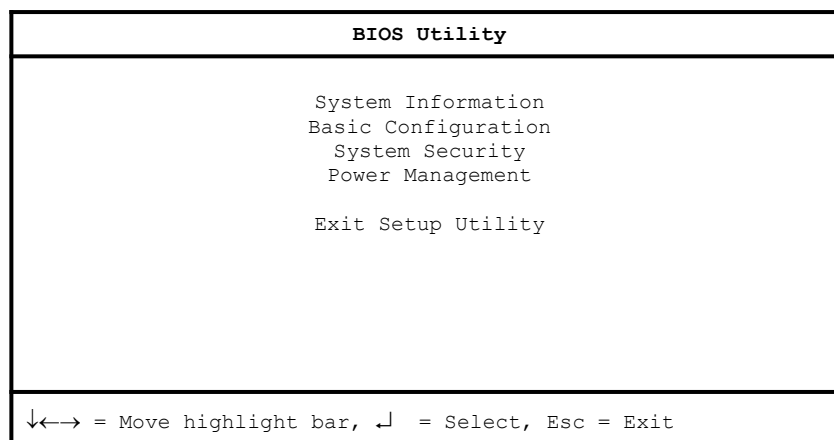 BIOS Utility
System Information
Basic Configuration
System Security
Power Management
Exit Setup Utility
↓←→ = Move highlight bar, ↵ = Select, Esc = Exit